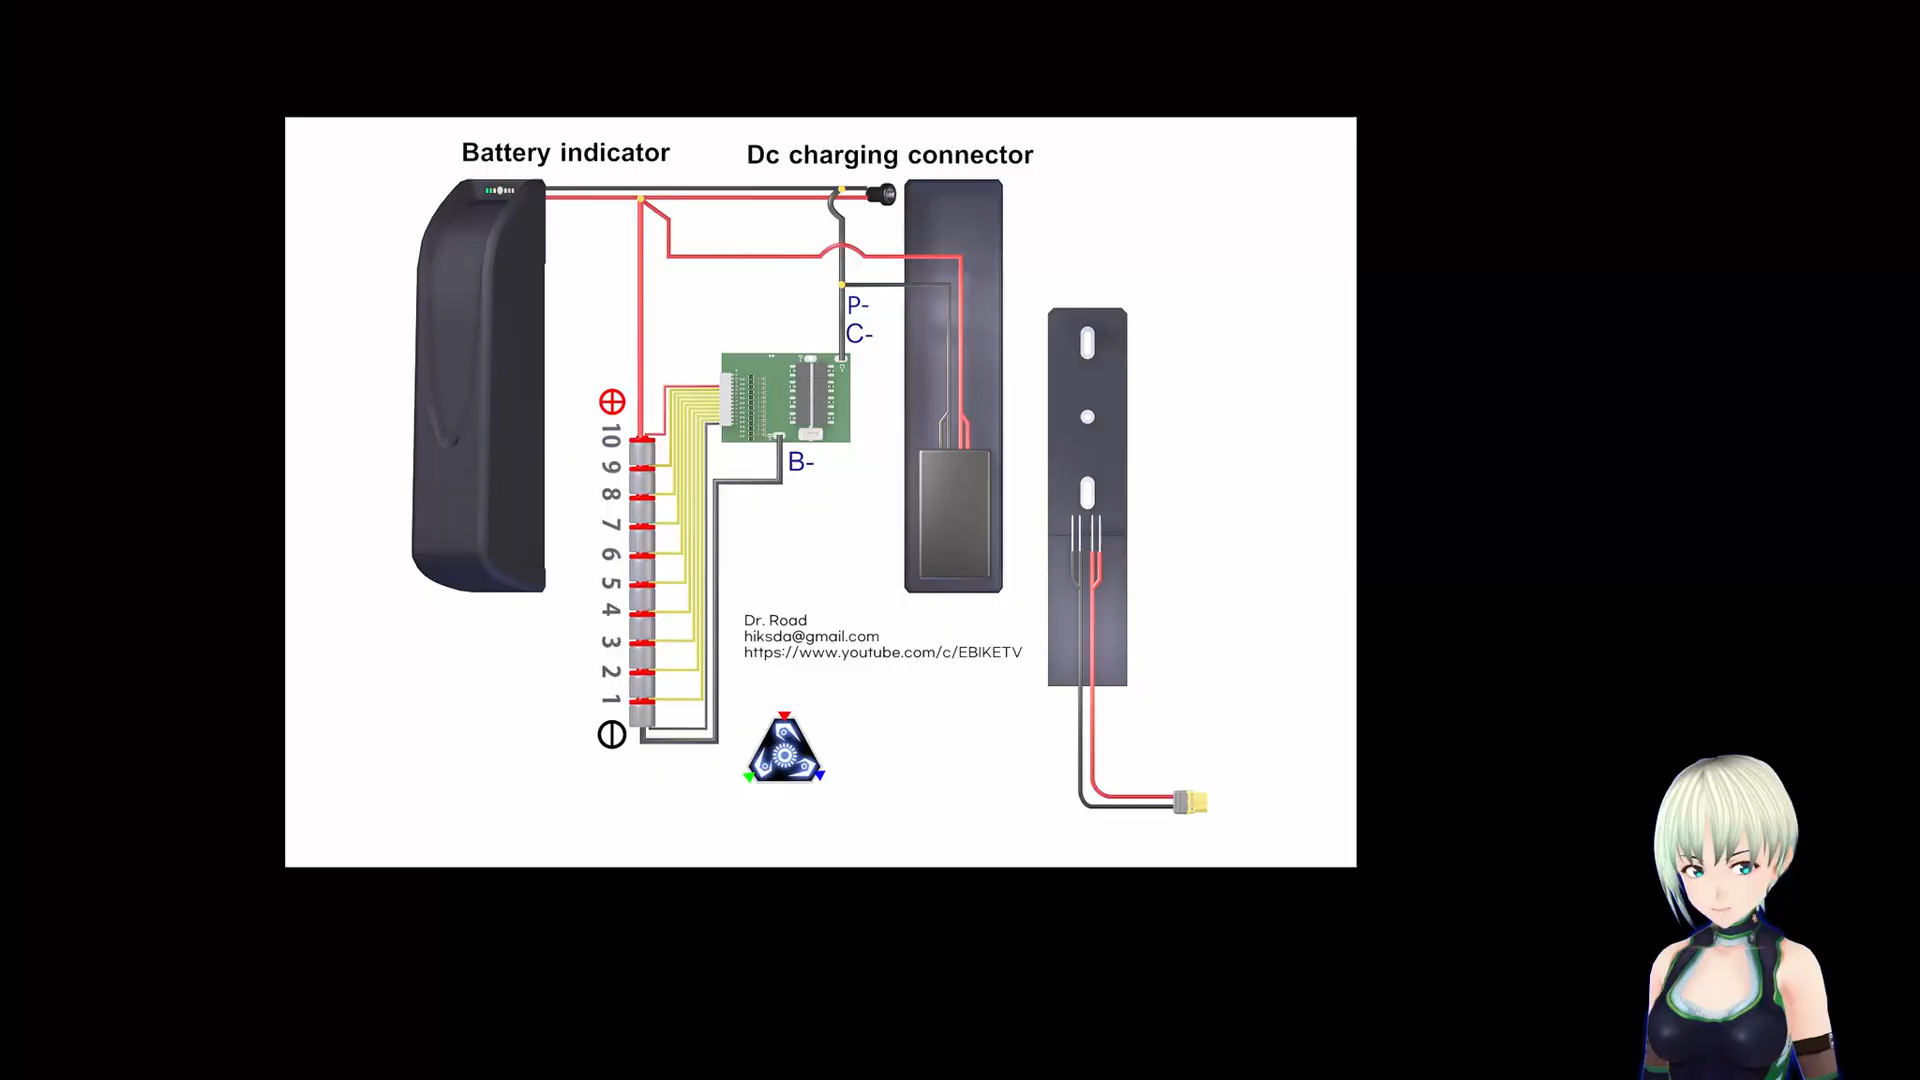 Battery indicator
Dc charging connector
P-
C-
B-
10
9
8
7
6
5
4
3
2
1
Dr. Road
hiksda@gmail.com
https://www.youtube.com/c/EBIKETV